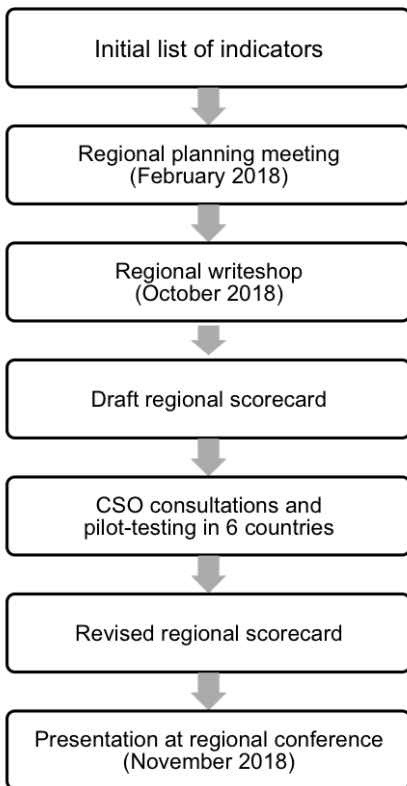 Initial list of indicators
Regional planning meeting
(February 2018)
Regional writeshop
(October 2018)
Draft regional scorecard
CSO consultations and
pilot-testing in 6 countries
Revised regional scorecard
Presentation at regional conference
(November 2018)